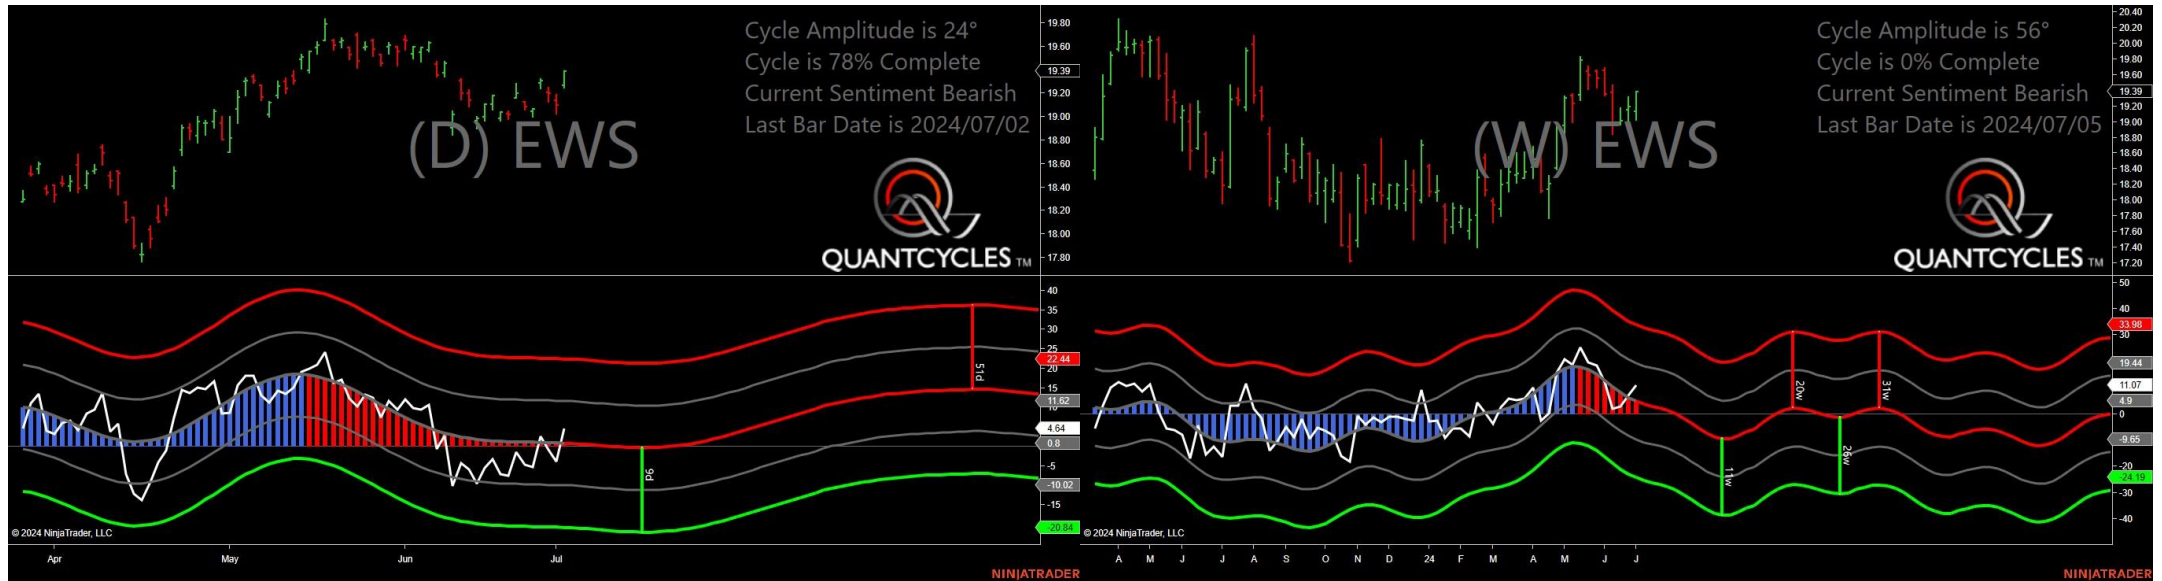 Cycle Amplitude is 24°
Cycle is 78% Complete
Current Sentiment Bearish
Last Bar Date is 2024/07/02
(D) EWS
QUANTCYCLES TM
19.80
19.60
19.39
19.20
19.00
18.80
18.60
18.40
18.20
18.00
17.80
40
35
30
25
22.44
20
15
11.62
10
4.64
0.8
-5
-10.02
-15
-20.84
51d
9d
© 2024 NinjaTrader, LLC
Apr
May
Jun
Jul
NINJATRADER
Cycle Amplitude is 56°
Cycle is 0% Complete
Current Sentiment Bearish
Last Bar Date is 2024/07/05
(W) EWS
QUANTCYCLES TM
20.40
20.20
20.00
19.80
19.60
19.39
19.20
19.00
18.80
18.60
18.40
18.20
18.00
17.80
17.60
17.40
17.20
50
40
33.98
30
19.44
11.07
4.9
0
-9.65
-20
-24.19
-30
-40
20w
31w
11w
26w
© 2024 NinjaTrader, LLC
A
M
J
J
A
S
O
N
D
24
F
M
A
M
J
J
NINJATRADER